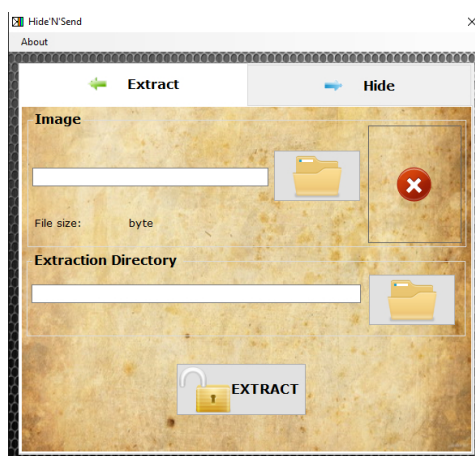 Hide'N'Send
About
Extract
Hide
Image
File size: byte
Extraction Directory
EXTRACT